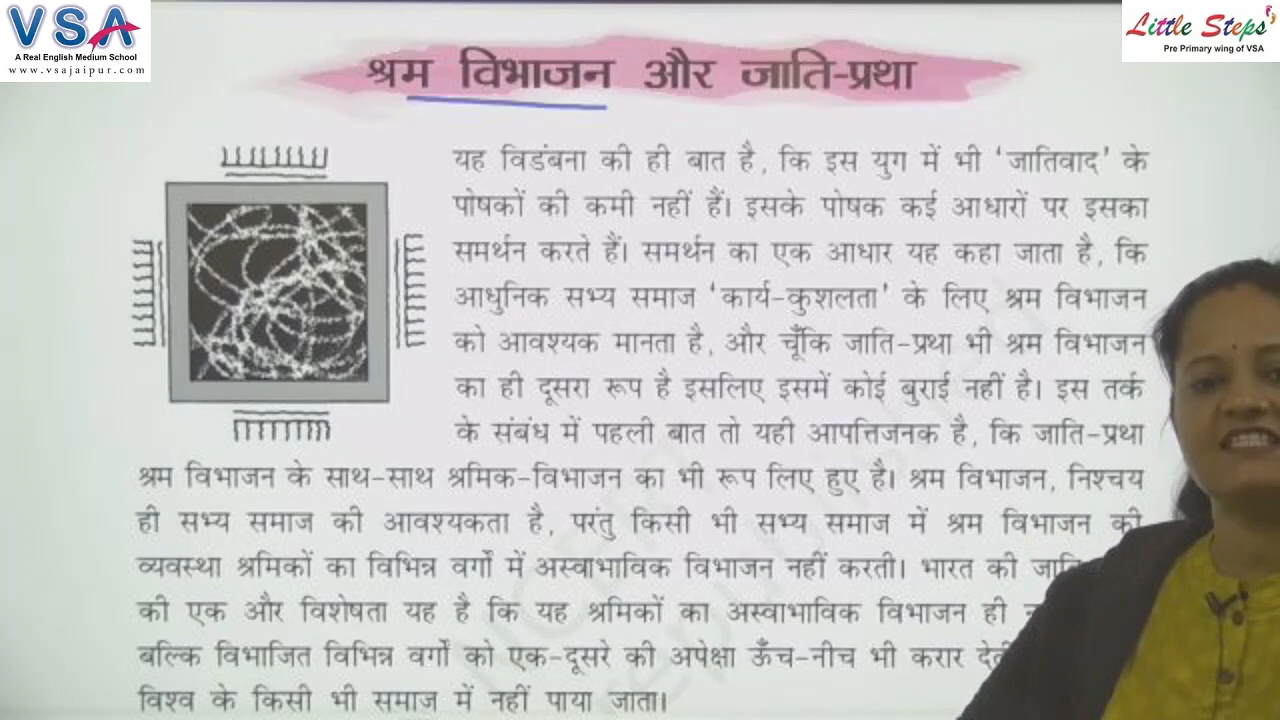 VSA
A Real English Medium School
www.vsajaipur.com
Little Steps
Pre Primary wing of VSA
श्रम विभाजन और जाति-प्रथा
यह विडंबना की ही बात है, कि इस युग में भी 'जातिवाद' के
पोषकों की कमी नहीं हैं। इसके पोषक कई आधारों पर इसका
समर्थन करते हैं। समर्थन का एक आधार यह कहा जाता है, कि
आधुनिक सभ्य समाज 'कार्य-कुशलता' के लिए श्रम विभाजन
को आवश्यक मानता है, और चूँकि जाति-प्रथा भी श्रम विभाजन
का ही दूसरा रूप है इसलिए इसमें कोई बुराई नहीं है। इस तर्क
के संबंध में पहली बात तो यही आपत्तिजनक है, कि जाति-प्रथा
श्रम विभाजन के साथ-साथ श्रमिक-विभाजन का भी रूप लिए हुए है। श्रम विभाजन, निश्चय
ही सभ्य समाज की आवश्यकता है, परंतु किसी भी सभ्य समाज में श्रम विभाजन की
व्यवस्था श्रमिकों का विभिन्न वर्गों में अस्वाभाविक विभाजन नहीं करती। भारत की
की एक और विशेषता यह है कि यह श्रमिकों का अस्वाभाविक विभाजन ही
बल्कि विभाजित विभिन्न वर्गों को एक-दूसरे की अपेक्षा ऊँच-नीच भी करार
विश्व के किसी भी समाज में नहीं पाया जाता।